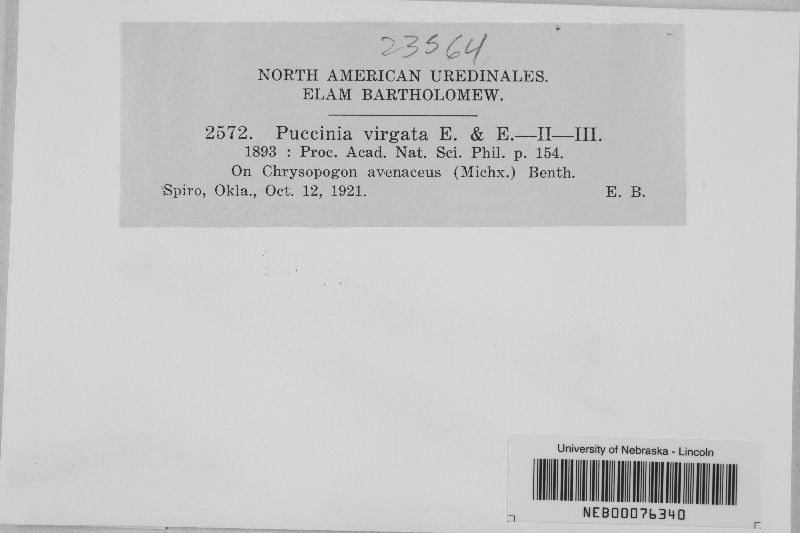 23564
NORTH AMERICAN UREDINALES.
ELAM BARTHOLOMEW.
2572. Puccinia virgata E. & E.—II—III.
1893 : Proc. Acad. Nat. Sci. Phil. p. 154.
On Chrysopogon avenaceus (Michx.) Benth.
Spiro, Okla., Oct. 12, 1921. E. B.
University of Nebraska - Lincoln
NEB00076340